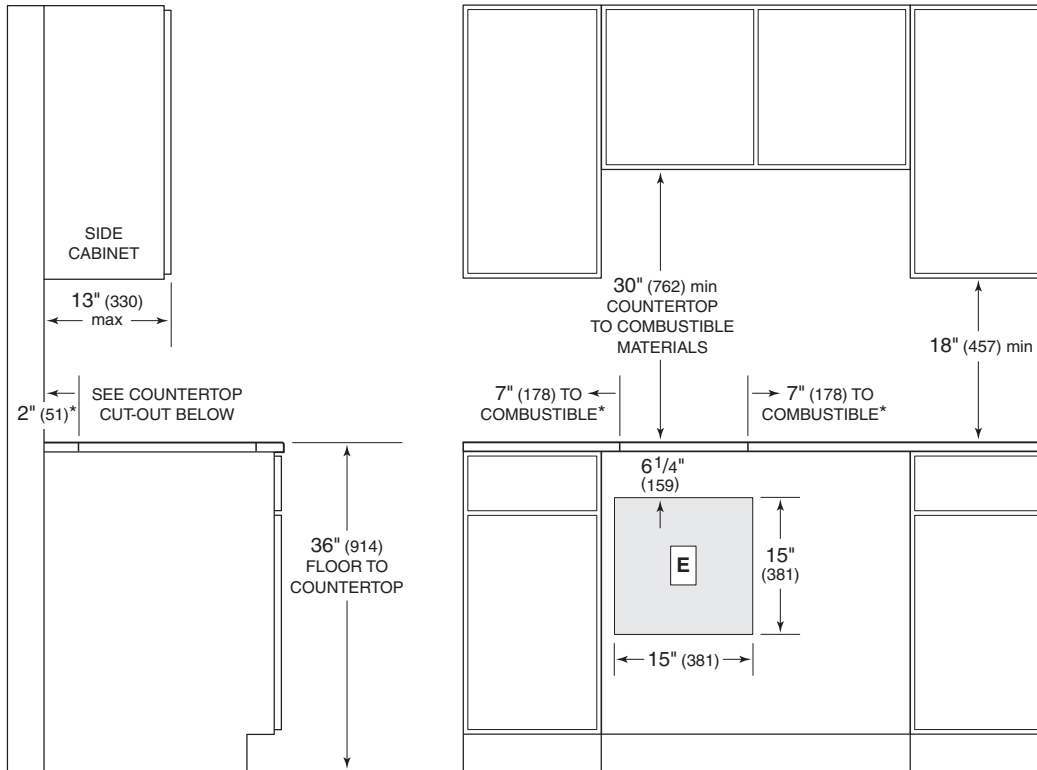 SIDE
CABINET
13" (330)
max
2" (51)*
SEE COUNTERTOP
CUT-OUT BELOW
36" (914)
FLOOR TO
COUNTERTOP
30" (762) min
COUNTERTOP
TO COMBUSTIBLE
MATERIALS
18" (457) min
7" (178) TO
COMBUSTIBLE*
7" (178) TO
COMBUSTIBLE*
6 1/4"
(159)
E
15"
(381)
15" (381)